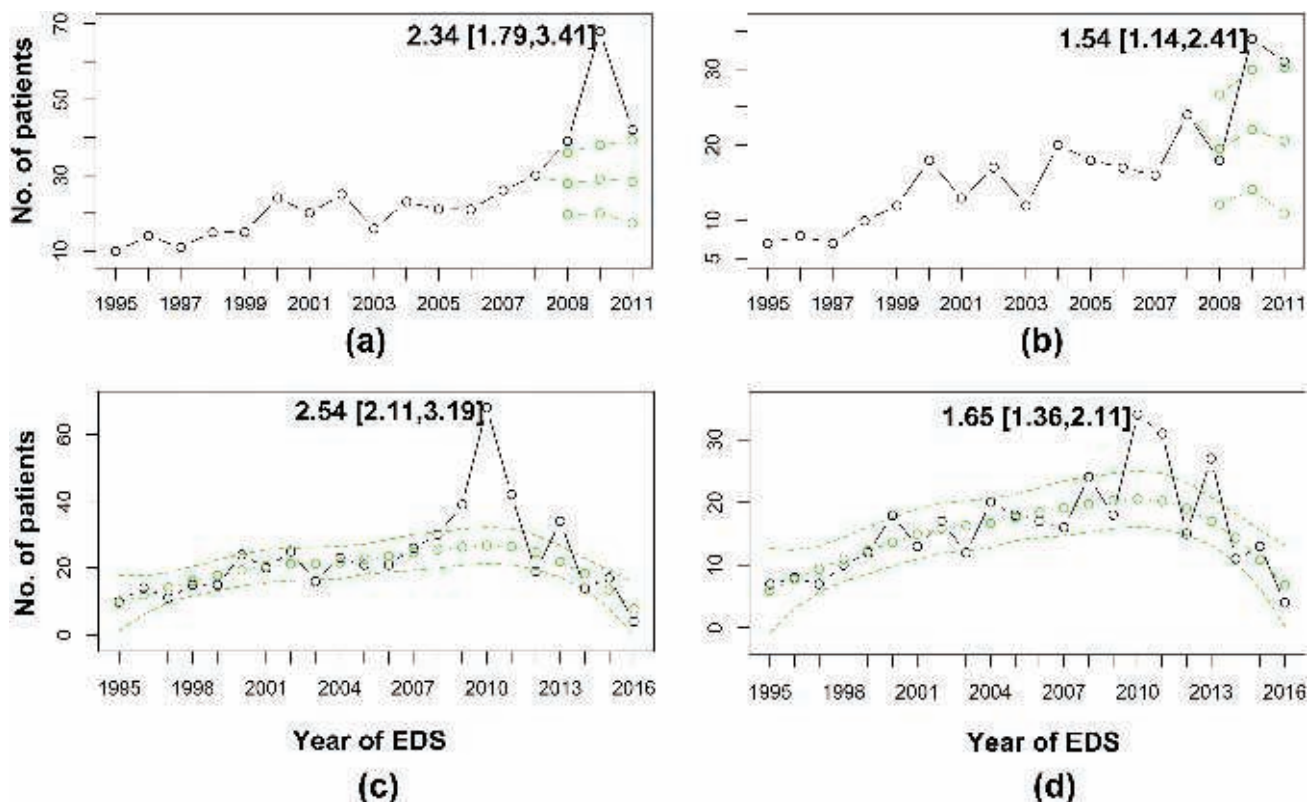 2.34 [1.79,3.41]
No. of patients
70
50
30
10
1995 1997 1999 2001 2003 2005 2007 2009 2011
(a)
1.54 [1.14,2.41]
30
20
10
5
1995 1997 1999 2001 2003 2005 2007 2009 2011
(b)
2.54 [2.11,3.19]
No. of patients
60
40
20
0
1995 1998 2001 2004 2007 2010 2013 2016
Year of EDS
(c)
1.65 [1.36,2.11]
30
20
10
0
1995 1998 2001 2004 2007 2010 2013 2016
Year of EDS
(d)